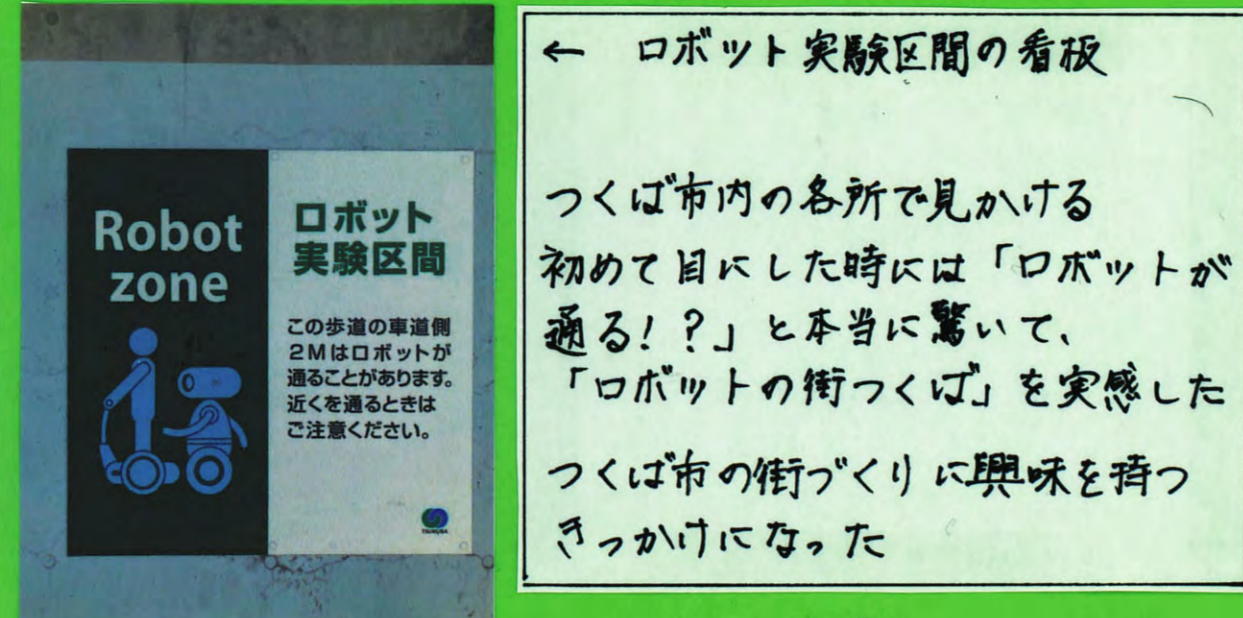 Robot
zone
ロボット
実験区間
この歩道の車道側
2Mはロボットが
通ることがあります。
近くを通るときは
ご注意ください。
TSUKUBA
← ロボット実験区間の看板
つくば市内の各所で見かける
初めて目にした時には「ロボットが
通る!?」と本当に驚いて、
「ロボットの街つくば」を実感した
つくば市の街づくりに興味を持つ
きっかけになった